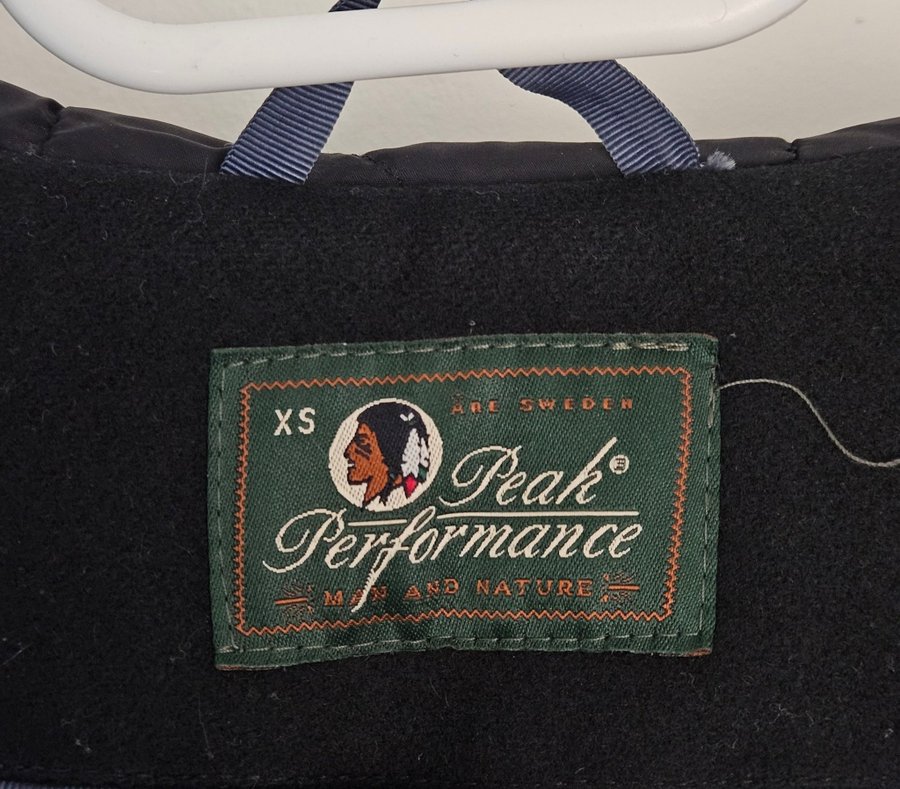 XS
ÅRE SWEDEN
Peak®
Performance
MAN AND NATURE